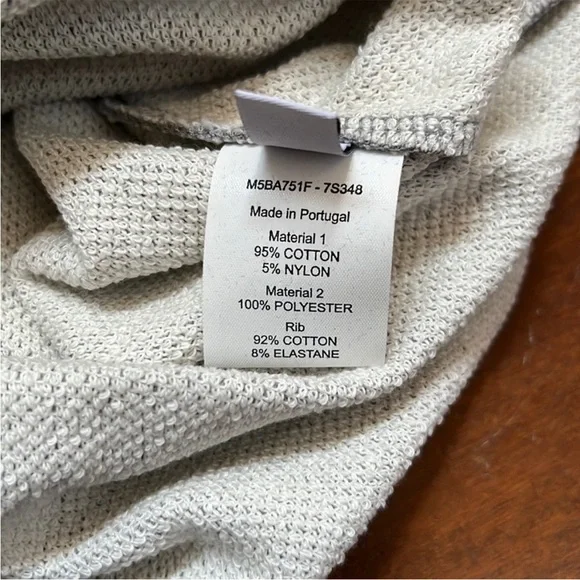 M5BA751F - 7S348
Made in Portugal
Material 1
95% COTTON
5% NYLON
Material 2
100% POLYESTER
Rib
92% COTTON
8% ELASTANE